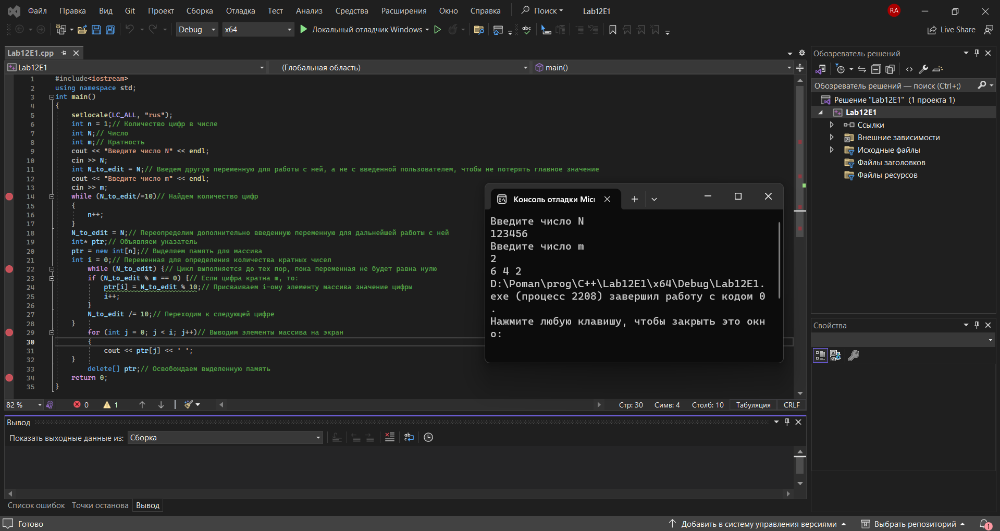 Файл Правка Вид Git Проект Сборка Отладка Тест Анализ Средства Расширения Окно Справка Поиск Lab12E1 RA
Debug x64 Локальный отладчик Windows Live Share
Lab12E1.cpp
Lab12E1 (Глобальная область) main()
1 #include<iostream>
2 using namespace std;
3 int main()
4 {
5 setlocale(LC_ALL, "rus");
6 int n = 1;// Количество цифр в числе
7 int N;// Число
8 int m;// Кратность
9 cout << "Введите число N" << endl;
10 cin >> N;
11 int N_to_edit = N;// Введем другую переменную для работы с ней, а не с введенной пользователем, чтобы не потерять главное значение
12 cout << "Введите число m" << endl;
13 cin >> m;
14 while (N_to_edit/=10)// Найдем количество цифр
15 {
16 n++;
17 }
18 N_to_edit = N;// Переопределим дополнительно введенную переменную для дальнейшей работы с ней
19 int* ptr;// Объявляем указатель
20 ptr = new int[n];// Выделяем память для массива
21 int i = 0;// Переменная для определения количества кратных чисел
22 while (N_to_edit) {// Цикл выполняется до тех пор, пока переменная не будет равна нулю
23 if (N_to_edit % m == 0) {// Если цифра кратна m, то:
24 ptr[i] = N_to_edit % 10;// Присваиваем i-ому элементу массива значение цифры
25 i++;
26 }
27 N_to_edit /= 10;// Переходим к следующей цифре
28 }
29 for (int j = 0; j < i; j++)// Выводим элементы массива на экран
30 {
31 cout << ptr[j] << ' ';
32 }
33 delete[] ptr;// Освобождаем выделенную память
34 return 0;
35 }
Консоль отладки Micr
Введите число N
123456
Введите число m
2
6 4 2
D:\Poman\prog\C++\Lab12E1\x64\Debug\Lab12E1.
exe (процесс 2208) завершил работу с кодом 0
.
Нажмите любую клавишу, чтобы закрыть это окн
о:
82 % 0 1 Стр: 30 Симв: 4 Столб: 10 Табуляция CRLF
Вывод
Показать выходные данные из: Сборка
Список ошибок Точки останова Вывод
Обозреватель решений
Обозреватель решений — поиск (Ctrl+;)
Решение "Lab12E1" (1 проекта 1)
Lab12E1
Ссылки
Внешние зависимости
Исходные файлы
Файлы заголовков
Файлы ресурсов
Свойства
Готово Добавить в систему управления версиями Выбрать репозиторий 1